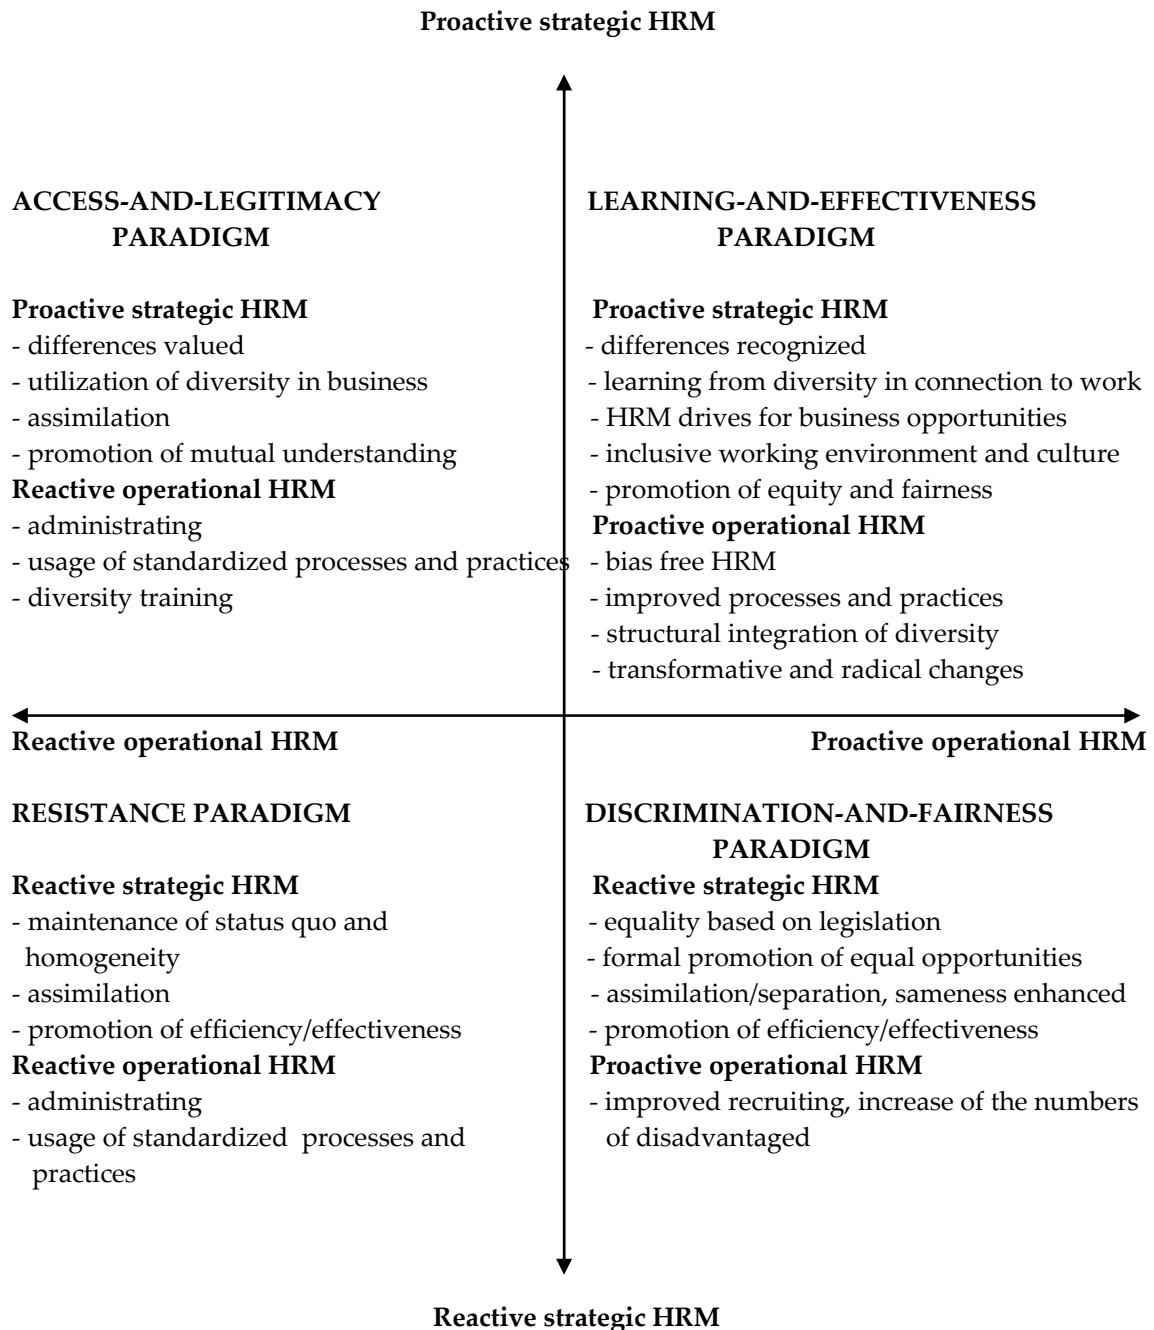 Proactive strategic HRM
ACCESS-AND-LEGITIMACY
PARADIGM
Proactive strategic HRM
- differences valued
- utilization of diversity in business
- assimilation
- promotion of mutual understanding
Reactive operational HRM
- administrating
- usage of standardized processes and practices
- diversity training
LEARNING-AND-EFFECTIVENESS
PARADIGM
Proactive strategic HRM
- differences recognized
- learning from diversity in connection to work
- HRM drives for business opportunities
- inclusive working environment and culture
- promotion of equity and fairness
Proactive operational HRM
- bias free HRM
- improved processes and practices
- structural integration of diversity
- transformative and radical changes
Reactive operational HRM
Proactive operational HRM
RESISTANCE PARADIGM
Reactive strategic HRM
- maintenance of status quo and
homogeneity
- assimilation
- promotion of efficiency/effectiveness
Reactive operational HRM
- administrating
- usage of standardized processes and
practices
DISCRIMINATION-AND-FAIRNESS
PARADIGM
Reactive strategic HRM
- equality based on legislation
- formal promotion of equal opportunities
- assimilation/separation, sameness enhanced
- promotion of efficiency/effectiveness
Proactive operational HRM
- improved recruiting, increase of the numbers
of disadvantaged
Reactive strategic HRM